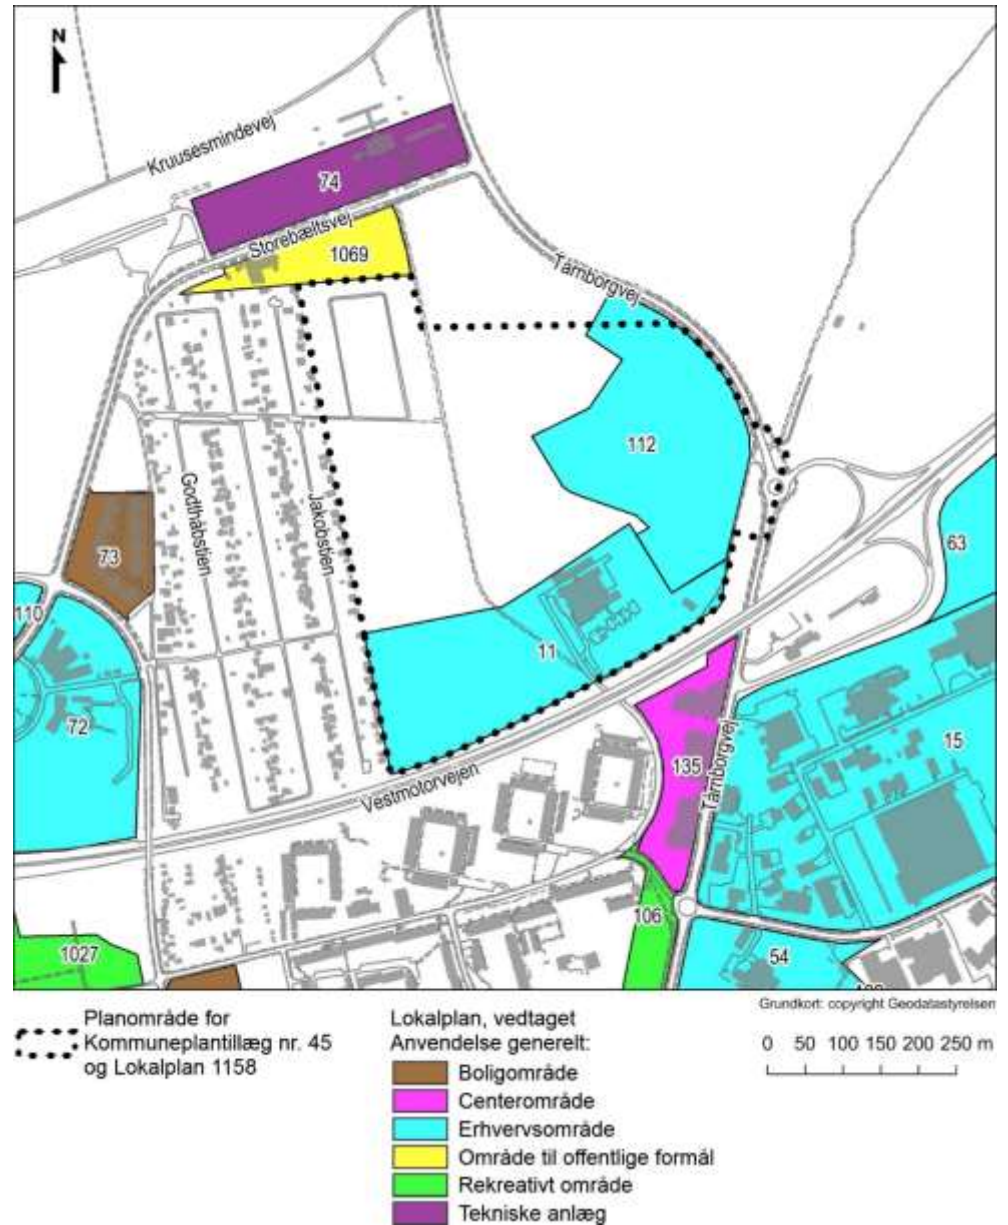 N
Kruusesmindevej
74
Storebæltsvej
1069
Tårnborgvej
112
Godthåbstien
Jakobstien
73
63
110
11
72
15
135
Tårnborgvej
Vestmotorvejen
106
1027
54
Grundkort: copyright Geodatastyrelsen
Planområde for
Kommuneplantillæg nr. 45
og Lokalplan 1158
Lokalplan, vedtaget
Anvendelse generelt:
Boligområde
Centerområde
Erhvervsområde
Område til offentlige formål
Rekreativt område
Tekniske anlæg
0 50 100 150 200 250 m